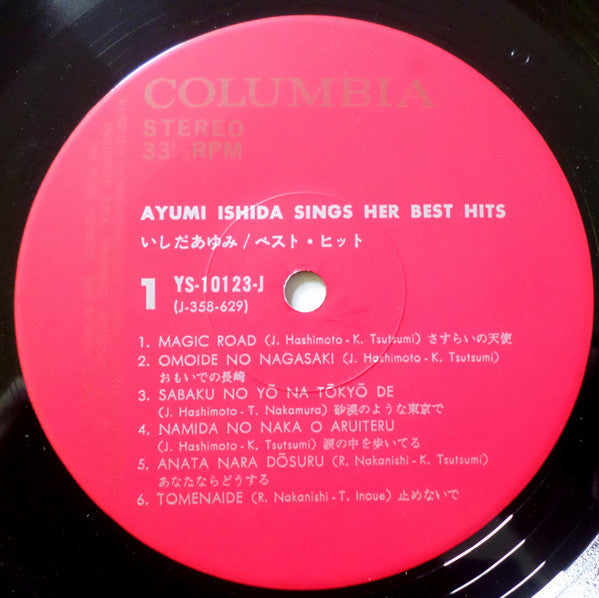 COLUMBIA
STEREO
33⅓RPM
AYUMI ISHIDA SINGS HER BEST HITS
いしだあゆみ/ベスト・ヒット
1 YS-10123-J
(J-358-629)
1. MAGIC ROAD (J. Hashimoto - K. Tsutsumi) さすらいの天使
2. OMOIDE NO NAGASAKI (J. Hashimoto - K. Tsutsumi)
おもいでの長崎
3. SABAKU NO YŌ NA TŌKYŌ DE
(J. Hashimoto - T. Nakamura) 砂漠のような東京で
4. NAMIDA NO NAKA O ARUITERU
(J. Hashimoto - K. Tsutsumi) 涙の中を歩いてる
5. ANATA NARA DŌSURU (R. Nakanishi - K. Tsutsumi)
あなたならどうする
6. TOMENAIDE (R. Nakanishi - T. Inoue) 止めないで